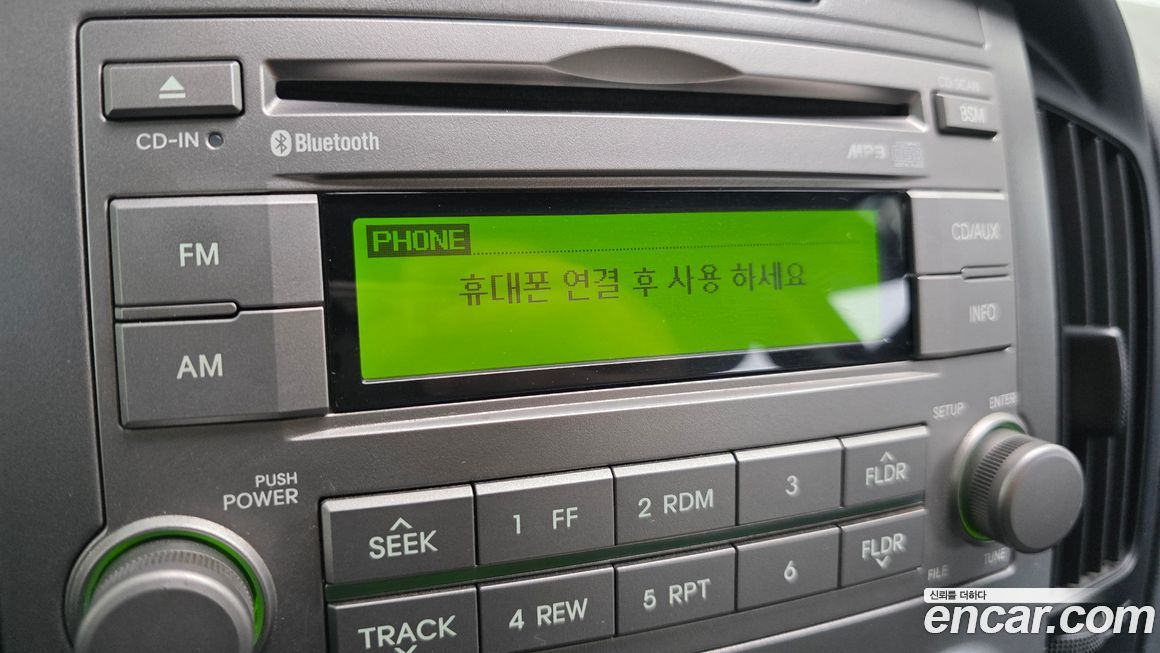 CD SCAN
BSM
CD-IN
Bluetooth
MP3
FM
PHONE
휴대폰 연결 후 사용 하세요
CD/AUX
AM
INFO
PUSH
POWER
SETUP
ENTER
SEEK
1 FF
2 RDM
3
FLDR
TRACK
4 REW
5 RPT
6
FLDR
FILE
TUNE
신뢰를 더하다
encar.com